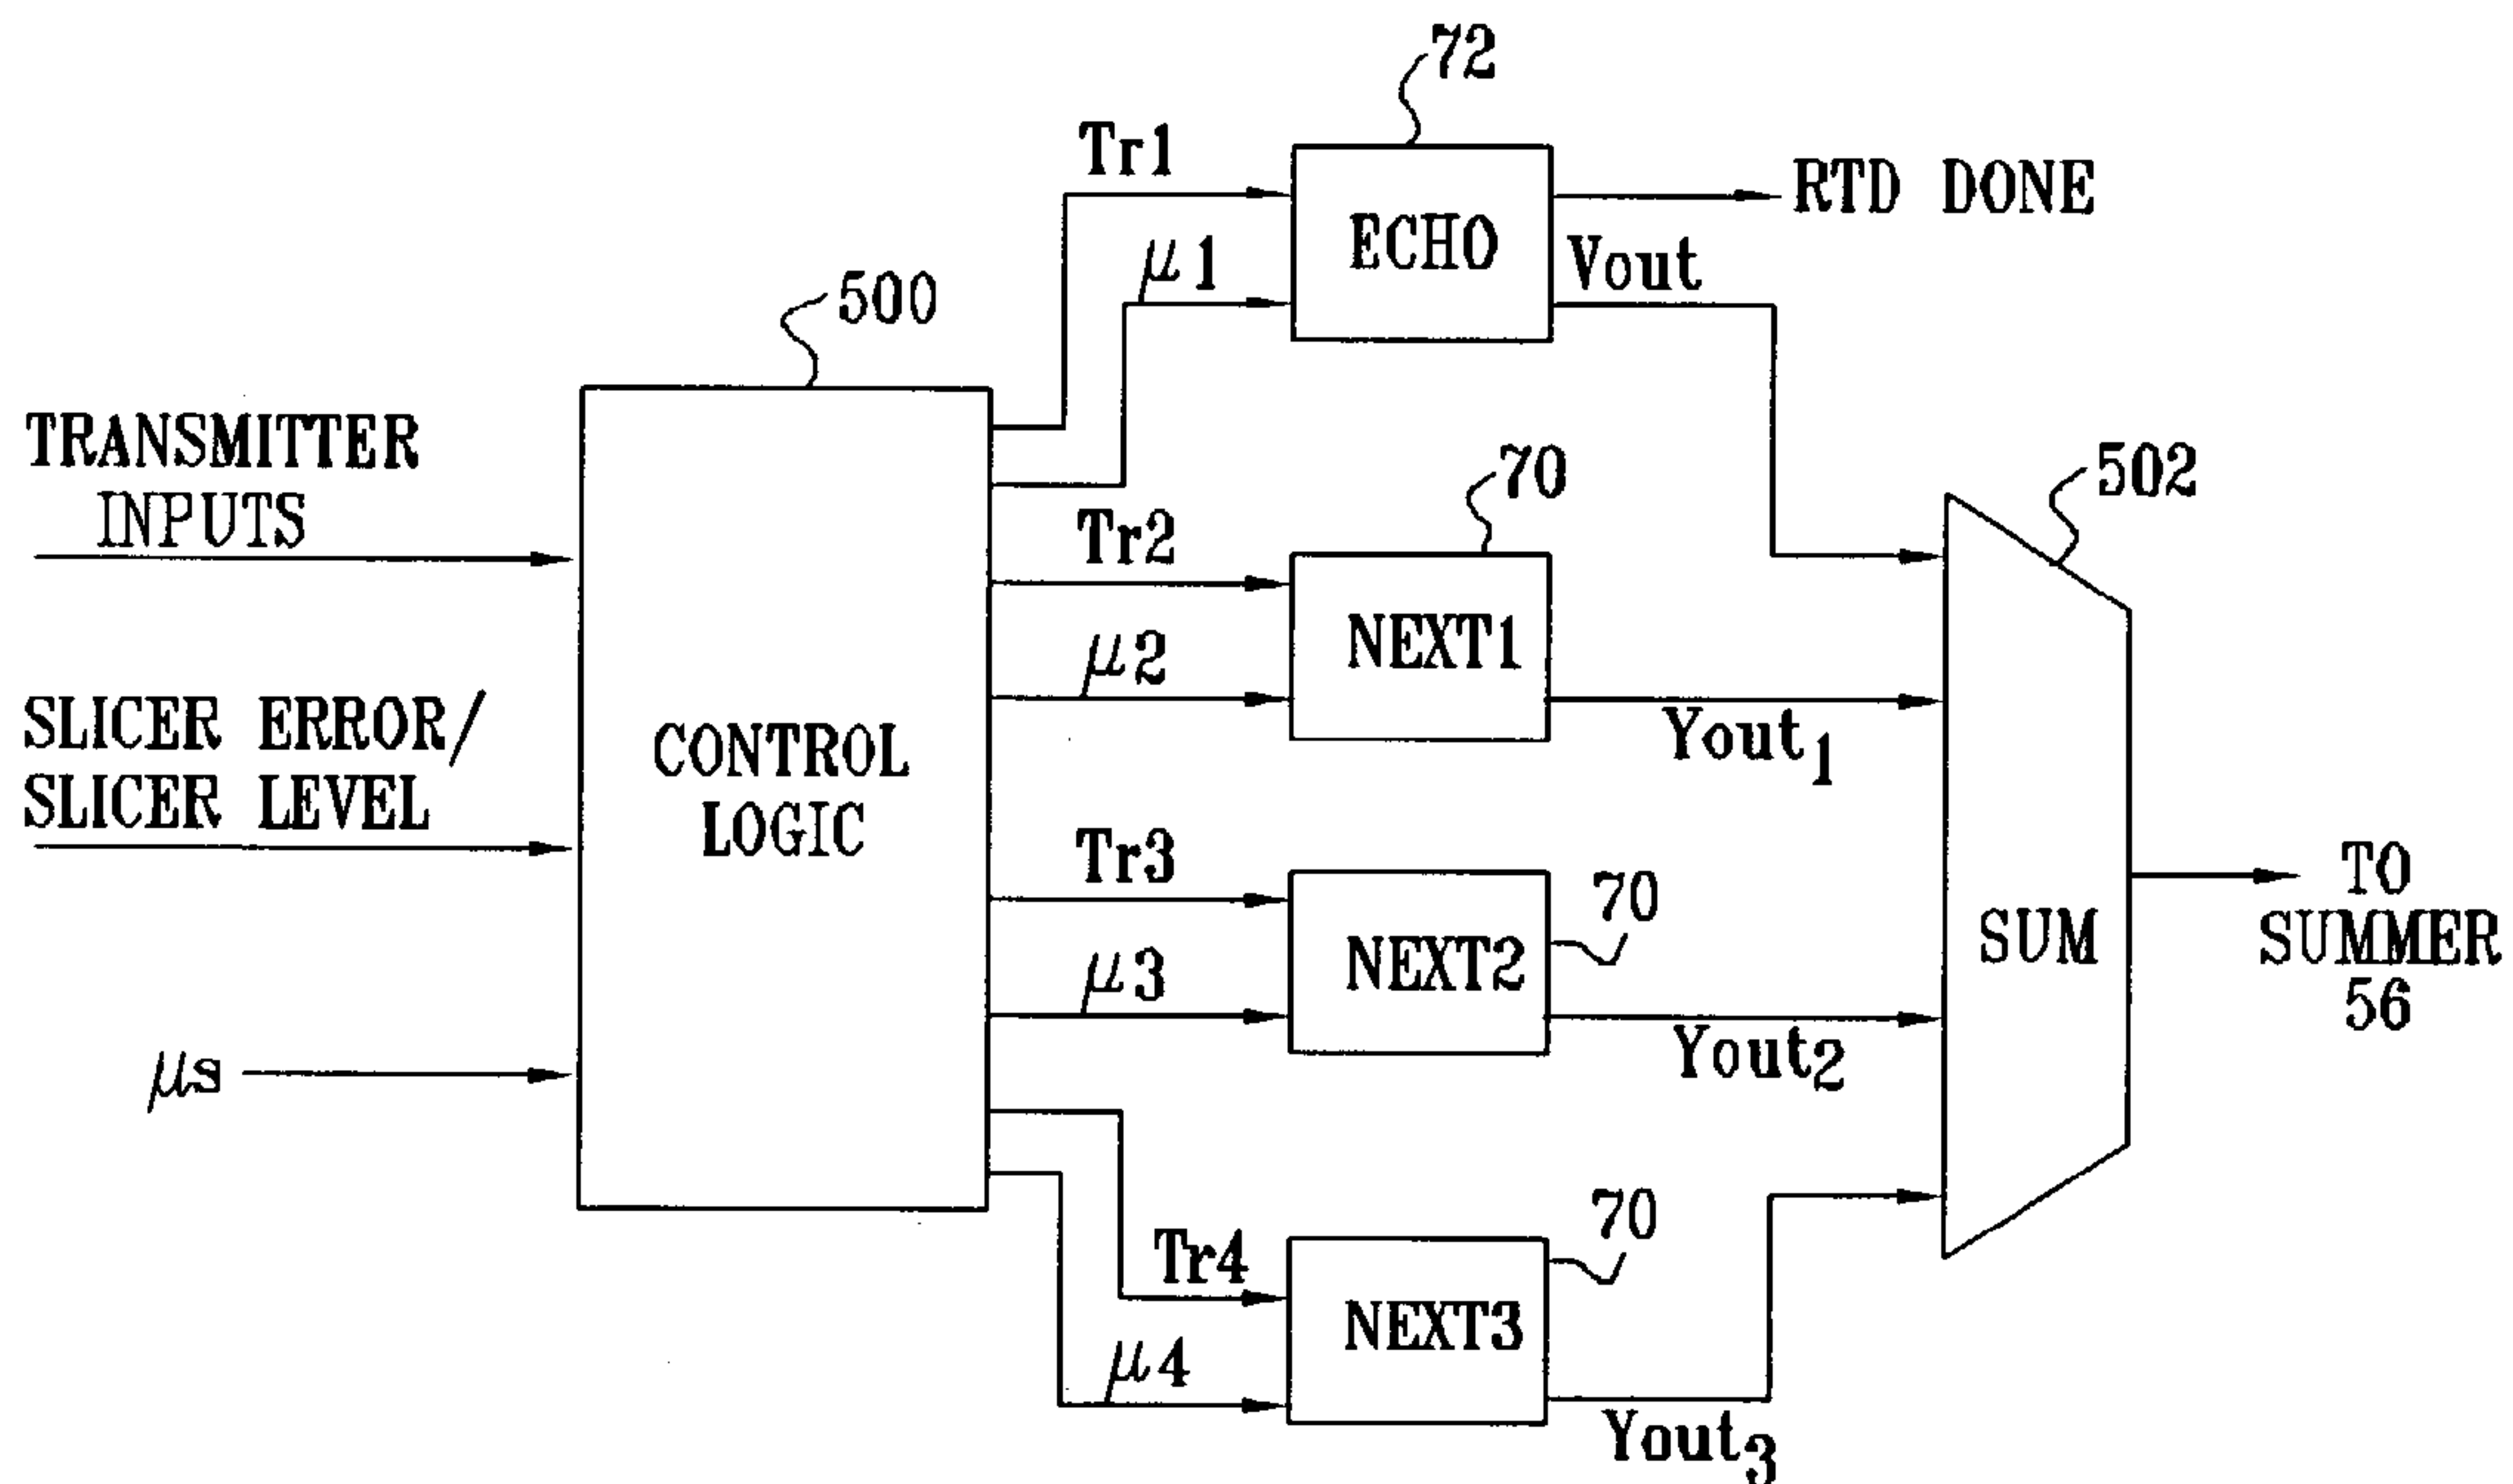 72
Tr1
RTD DONE
ECHO
μ1
Vout
500
TRANSMITTER
INPUTS
70
502
Tr2
NEXT1
μ2
Yout1
SLICER ERROR/
SLICER LEVEL
CONTROL
LOGIC
Tr3
70
μ3
NEXT2
Yout2
SUM
TO
SUMMER
56
μs
70
Tr4
NEXT3
μ4
Yout3